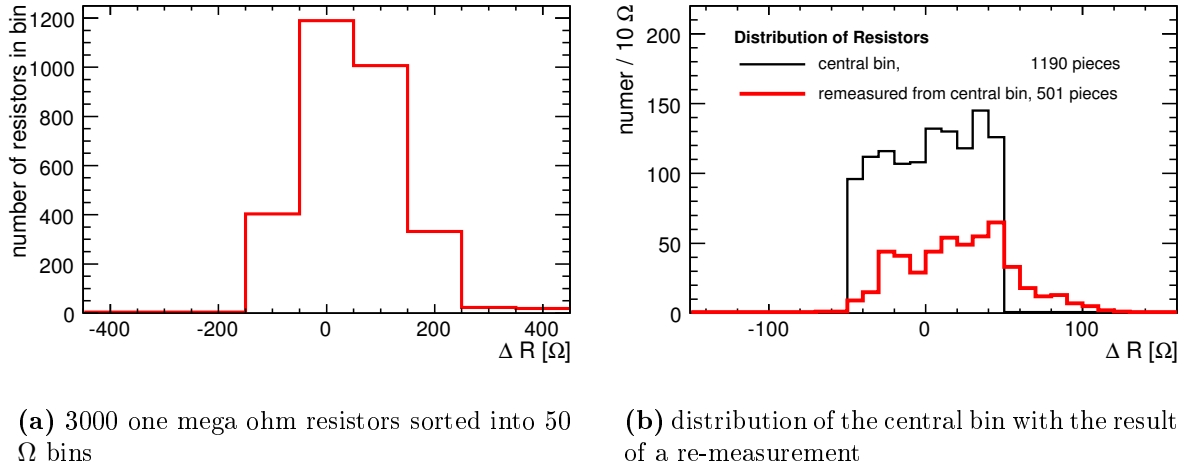 number of resistors in bin
1200
1000
800
600
400
200
0
-400 -200 0 200 400
Δ R [Ω]
numer / 10 Ω
200
150
100
50
0
Distribution of Resistors
central bin, 1190 pieces
remeasured from central bin, 501 pieces
-100 0 100
Δ R [Ω]
(a) 3000 one mega ohm resistors sorted into 50
Ω bins
(b) distribution of the central bin with the result
of a re-measurement